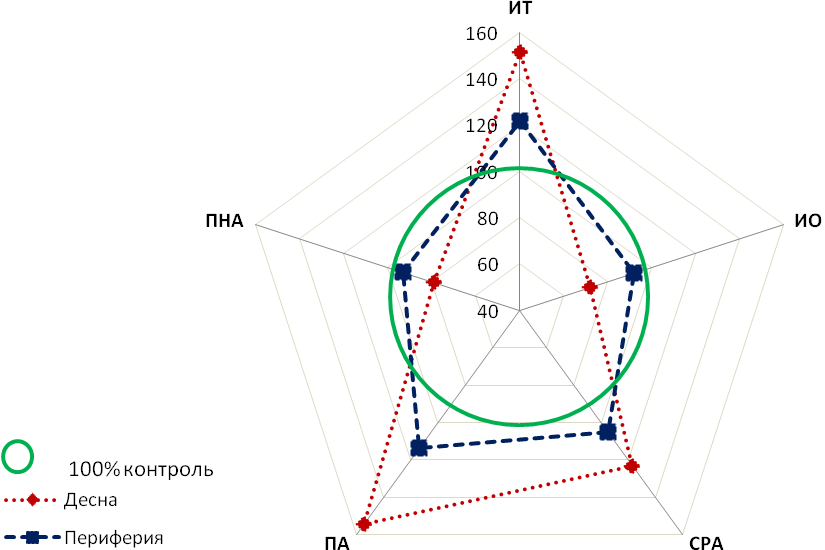 ИТ
160
140
120
100
80
60
40
ПНА
ИО
ПА
СРА
100% контроль
Десна
Периферия